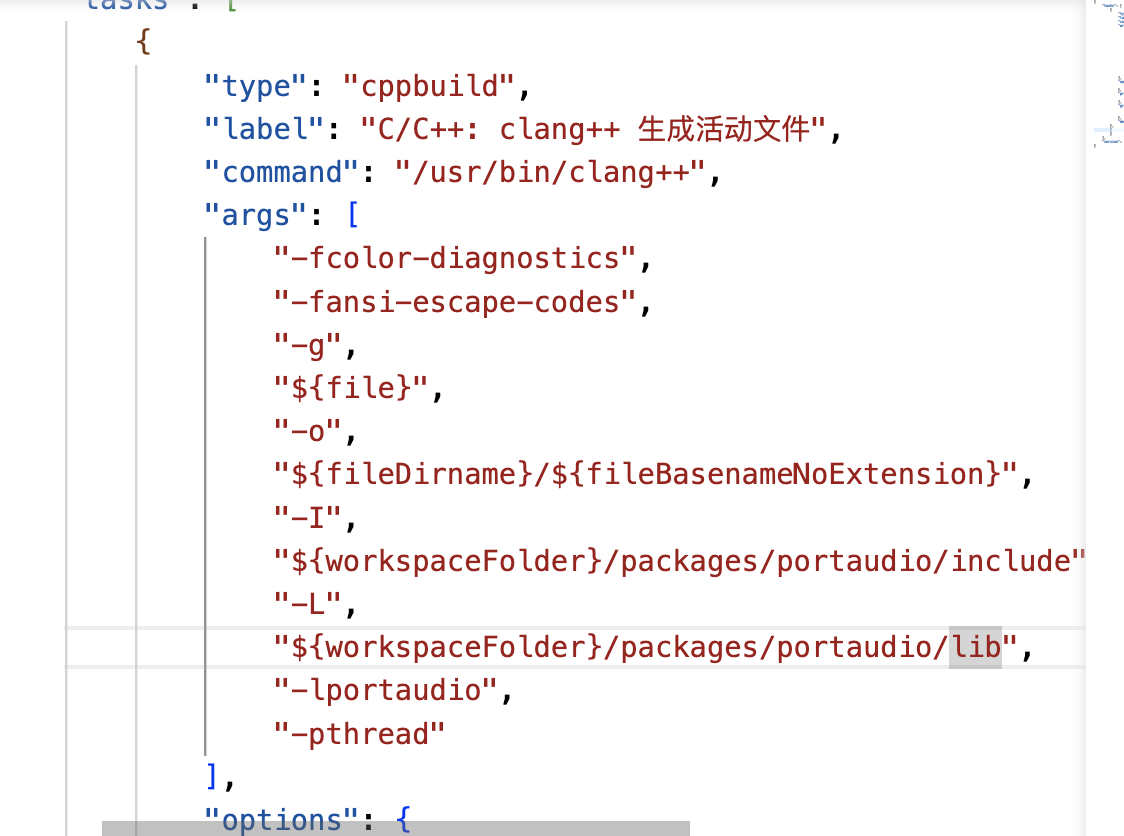 tasks": [
{
"type": "cppbuild",
"label": "C/C++: clang++ 生成活动文件",
"command": "/usr/bin/clang++",
"args": [
"-fcolor-diagnostics",
"-fansi-escape-codes",
"-g",
"${file}",
"-o",
"${fileDirname}/${fileBasenameNoExtension}",
"-I",
"${workspaceFolder}/packages/portaudio/include"
"-L",
"${workspaceFolder}/packages/portaudio/lib",
"-lportaudio",
"-pthread"
],
"options": {